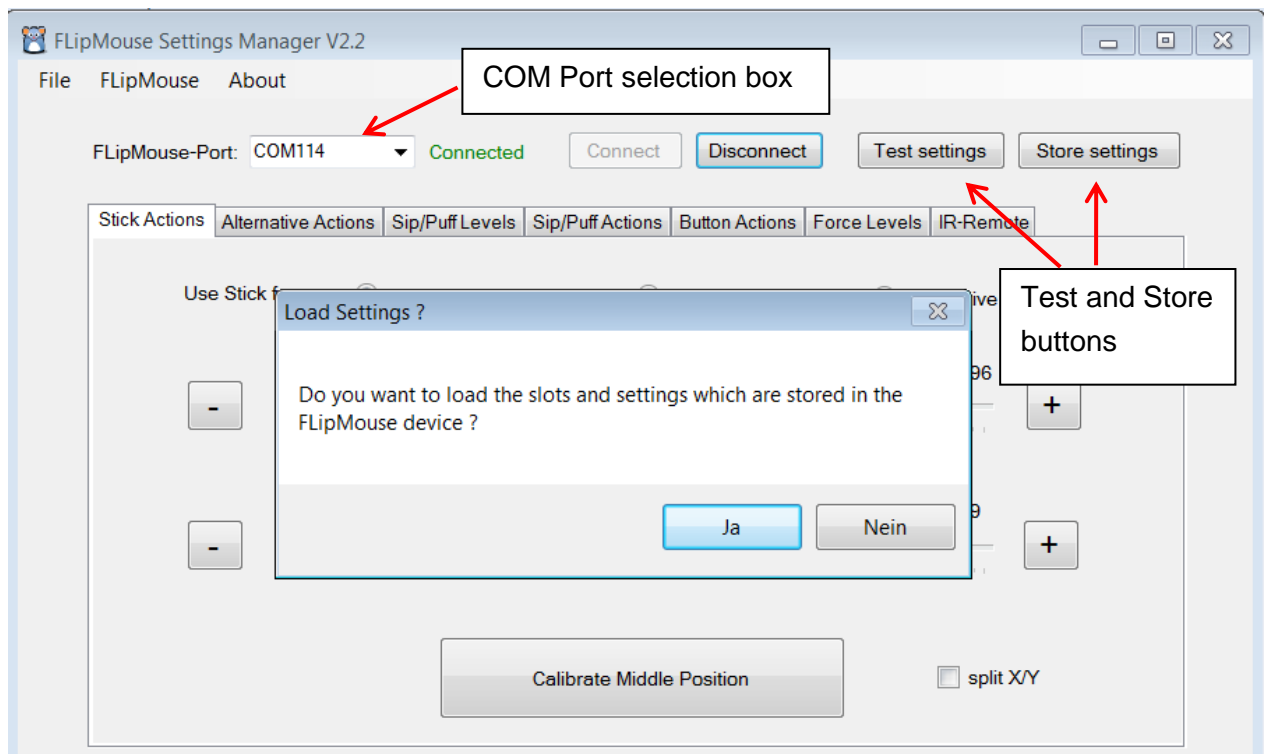 FLipMouse Settings Manager V2.2
File FLipMouse About
COM Port selection box
FLipMouse-Port: COM114 Connected Connect Disconnect Test settings Store settings
Stick Actions Alternative Actions Sip/Puff Levels Sip/Puff Actions Button Actions Force Levels IR-Remote
Use Stick
Test and Store
buttons
Load Settings ?
Do you want to load the slots and settings which are stored in the
FLipMouse device ?
96
- +
Ja Nein
9
- +
Calibrate Middle Position split X/Y